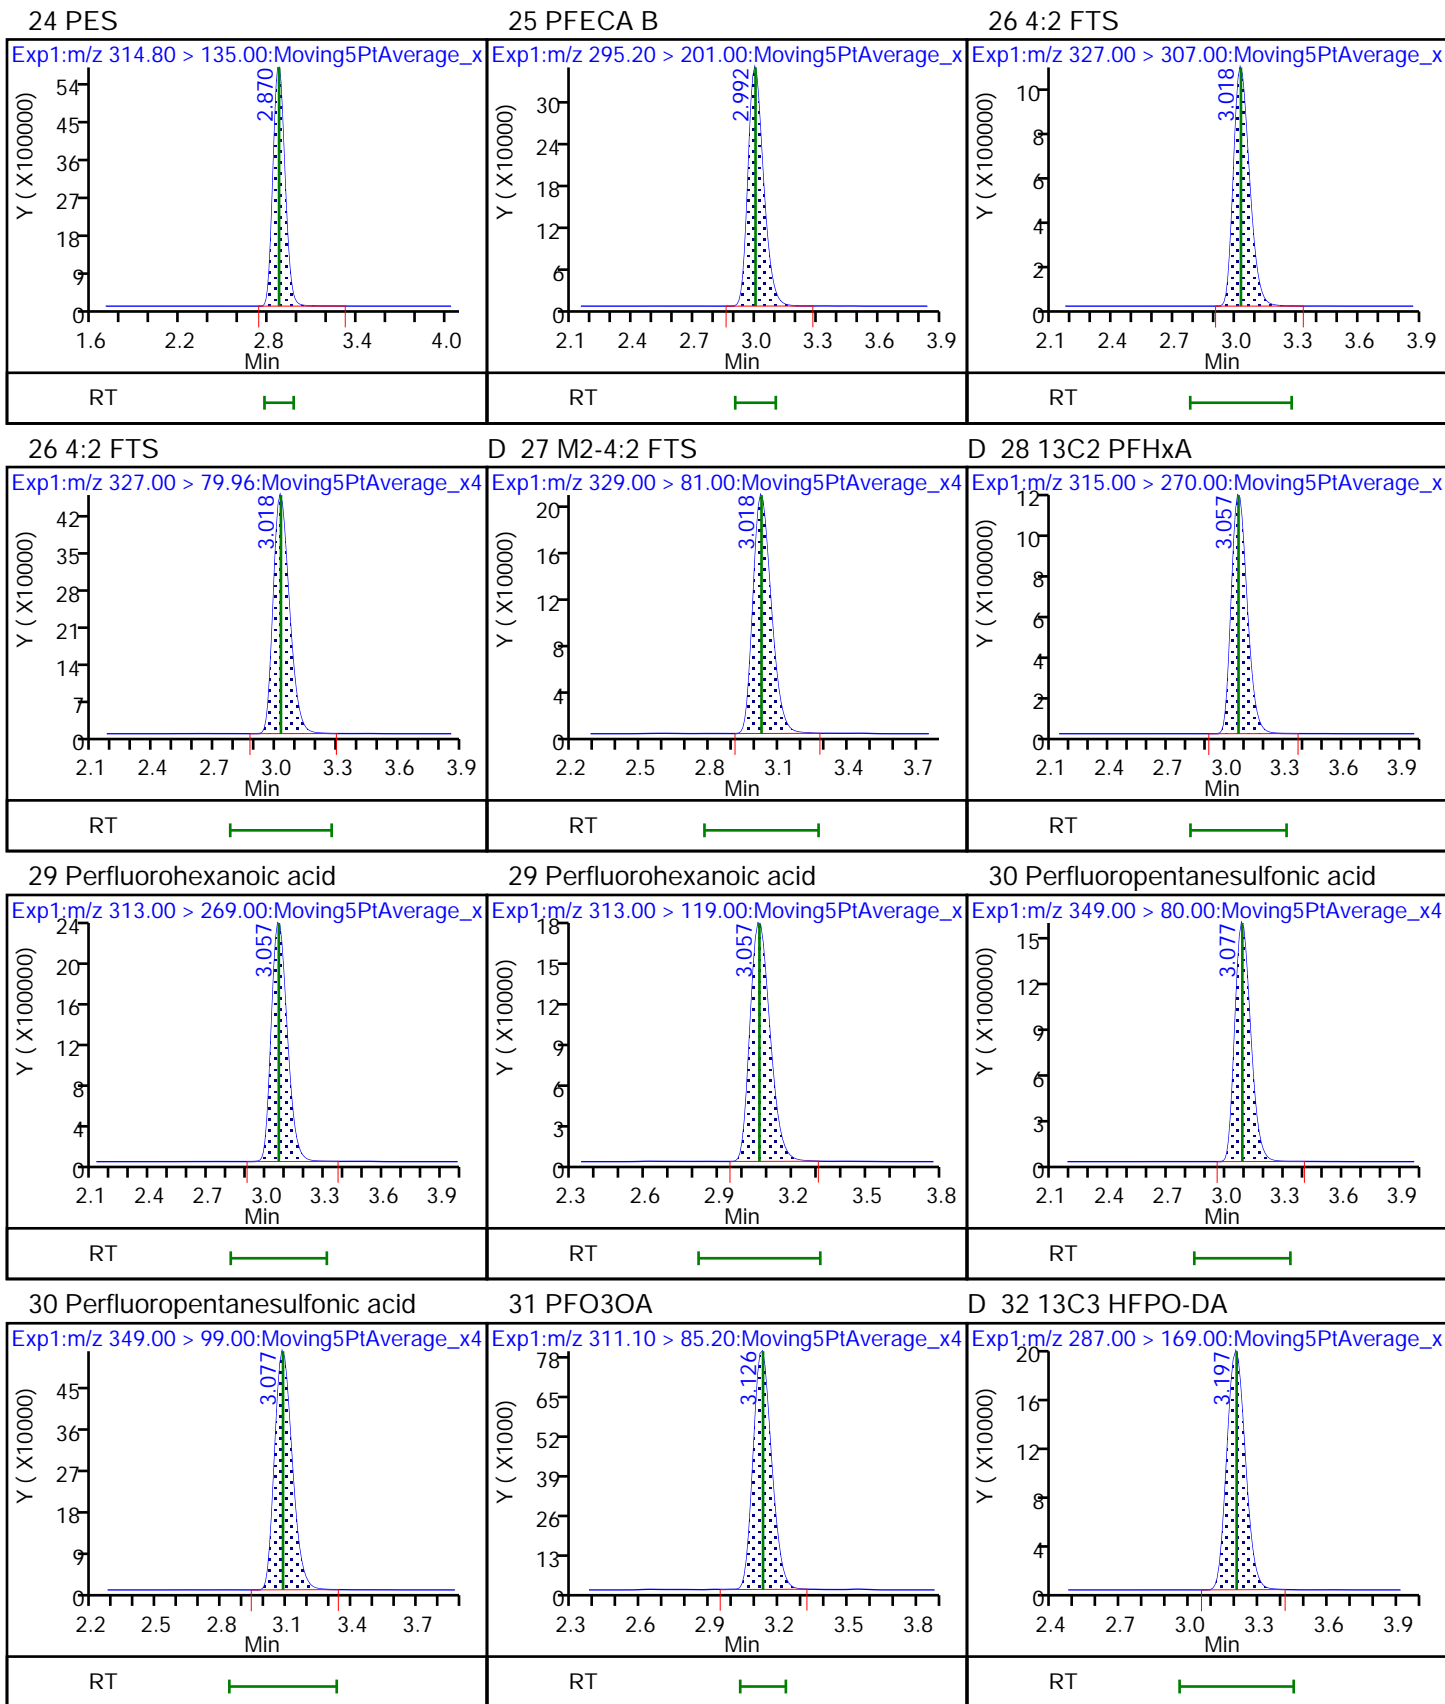 24 PES
Exp1:m/z 314.80 > 135.00:Moving5PtAverage_x
2.870
Y ( X100000)
54
45
36
27
18
9
0
1.6 2.2 2.8 3.4 4.0
Min
RT
25 PFECA B
Exp1:m/z 295.20 > 201.00:Moving5PtAverage_x
2.992
Y ( X100000)
30
24
18
12
6
0
2.1 2.4 2.7 3.0 3.3 3.6 3.9
Min
RT
26 4:2 FTS
Exp1:m/z 327.00 > 307.00:Moving5PtAverage_x
3.018
Y ( X100000)
10
8
6
4
2
0
2.1 2.4 2.7 3.0 3.3 3.6 3.9
Min
RT
26 4:2 FTS
Exp1:m/z 327.00 > 79.96:Moving5PtAverage_x4
3.018
Y ( X10000)
42
35
28
21
14
7
0
2.1 2.4 2.7 3.0 3.3 3.6 3.9
Min
RT
D 27 M2-4:2 FTS
Exp1:m/z 329.00 > 81.00:Moving5PtAverage_x4
3.018
Y ( X10000)
20
16
12
8
4
0
2.2 2.5 2.8 3.1 3.4 3.7
Min
RT
D 28 13C2 PFHxA
Exp1:m/z 315.00 > 270.00:Moving5PtAverage_x
3.057
Y ( X100000)
12
10
8
6
4
2
0
2.1 2.4 2.7 3.0 3.3 3.6 3.9
Min
RT
29 Perfluorohexanoic acid
Exp1:m/z 313.00 > 269.00:Moving5PtAverage_x
3.057
Y ( X100000)
24
20
16
12
8
4
0
2.1 2.4 2.7 3.0 3.3 3.6 3.9
Min
RT
29 Perfluorohexanoic acid
Exp1:m/z 313.00 > 119.00:Moving5PtAverage_x
3.057
Y ( X10000)
18
15
12
9
6
3
0
2.3 2.6 2.9 3.2 3.5 3.8
Min
RT
30 Perfluoropentanesulfonic acid
Exp1:m/z 349.00 > 80.00:Moving5PtAverage_x4
3.077
Y ( X100000)
15
12
9
6
3
0
2.1 2.4 2.7 3.0 3.3 3.6 3.9
Min
RT
30 Perfluoropentanesulfonic acid
Exp1:m/z 349.00 > 99.00:Moving5PtAverage_x4
3.077
Y ( X10000)
45
36
27
18
9
0
2.2 2.5 2.8 3.1 3.4 3.7
Min
RT
31 PFO3OA
Exp1:m/z 311.10 > 85.20:Moving5PtAverage_x4
3.126
Y ( X1000)
78
65
52
39
26
13
0
2.3 2.6 2.9 3.2 3.5 3.8
Min
RT
D 32 13C3 HFPO-DA
Exp1:m/z 287.00 > 169.00:Moving5PtAverage_x
3.197
Y ( X10000)
20
16
12
8
4
0
2.4 2.7 3.0 3.3 3.6 3.9
Min
RT